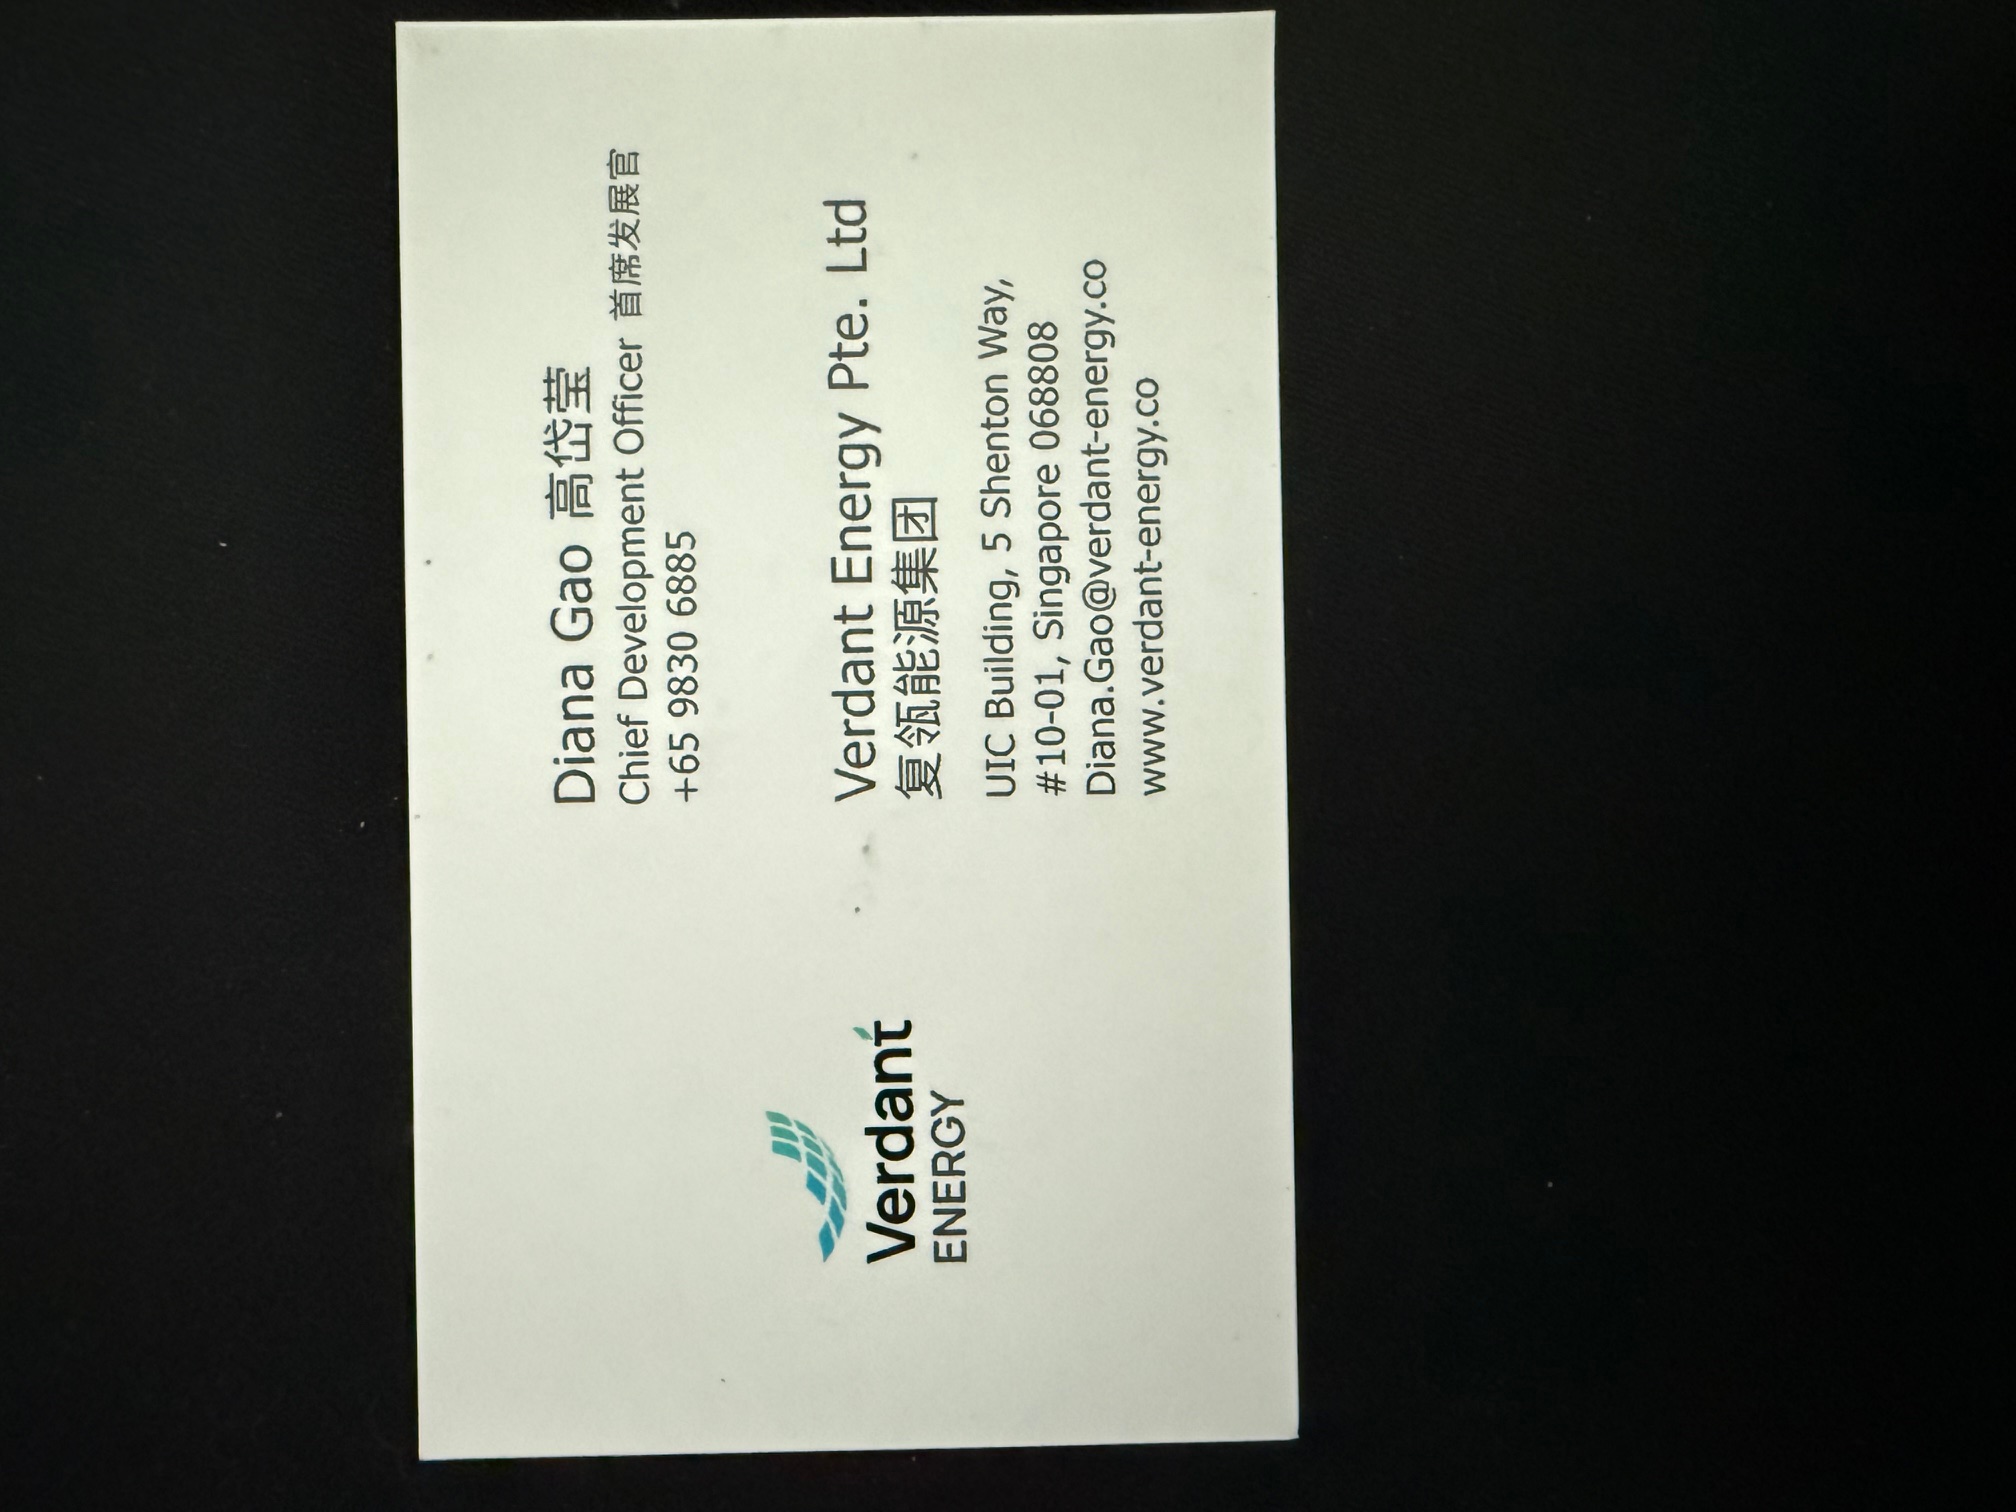 Diana Gao 高岱莹
Chief Development Officer 首席发展官
+65 9830 6885
Verdant
ENERGY
Verdant Energy Pte. Ltd
复瓴能源集团
UIC Building, 5 Shenton Way,
#10-01, Singapore 068808
Diana.Gao@verdant-energy.co
www.verdant-energy.co